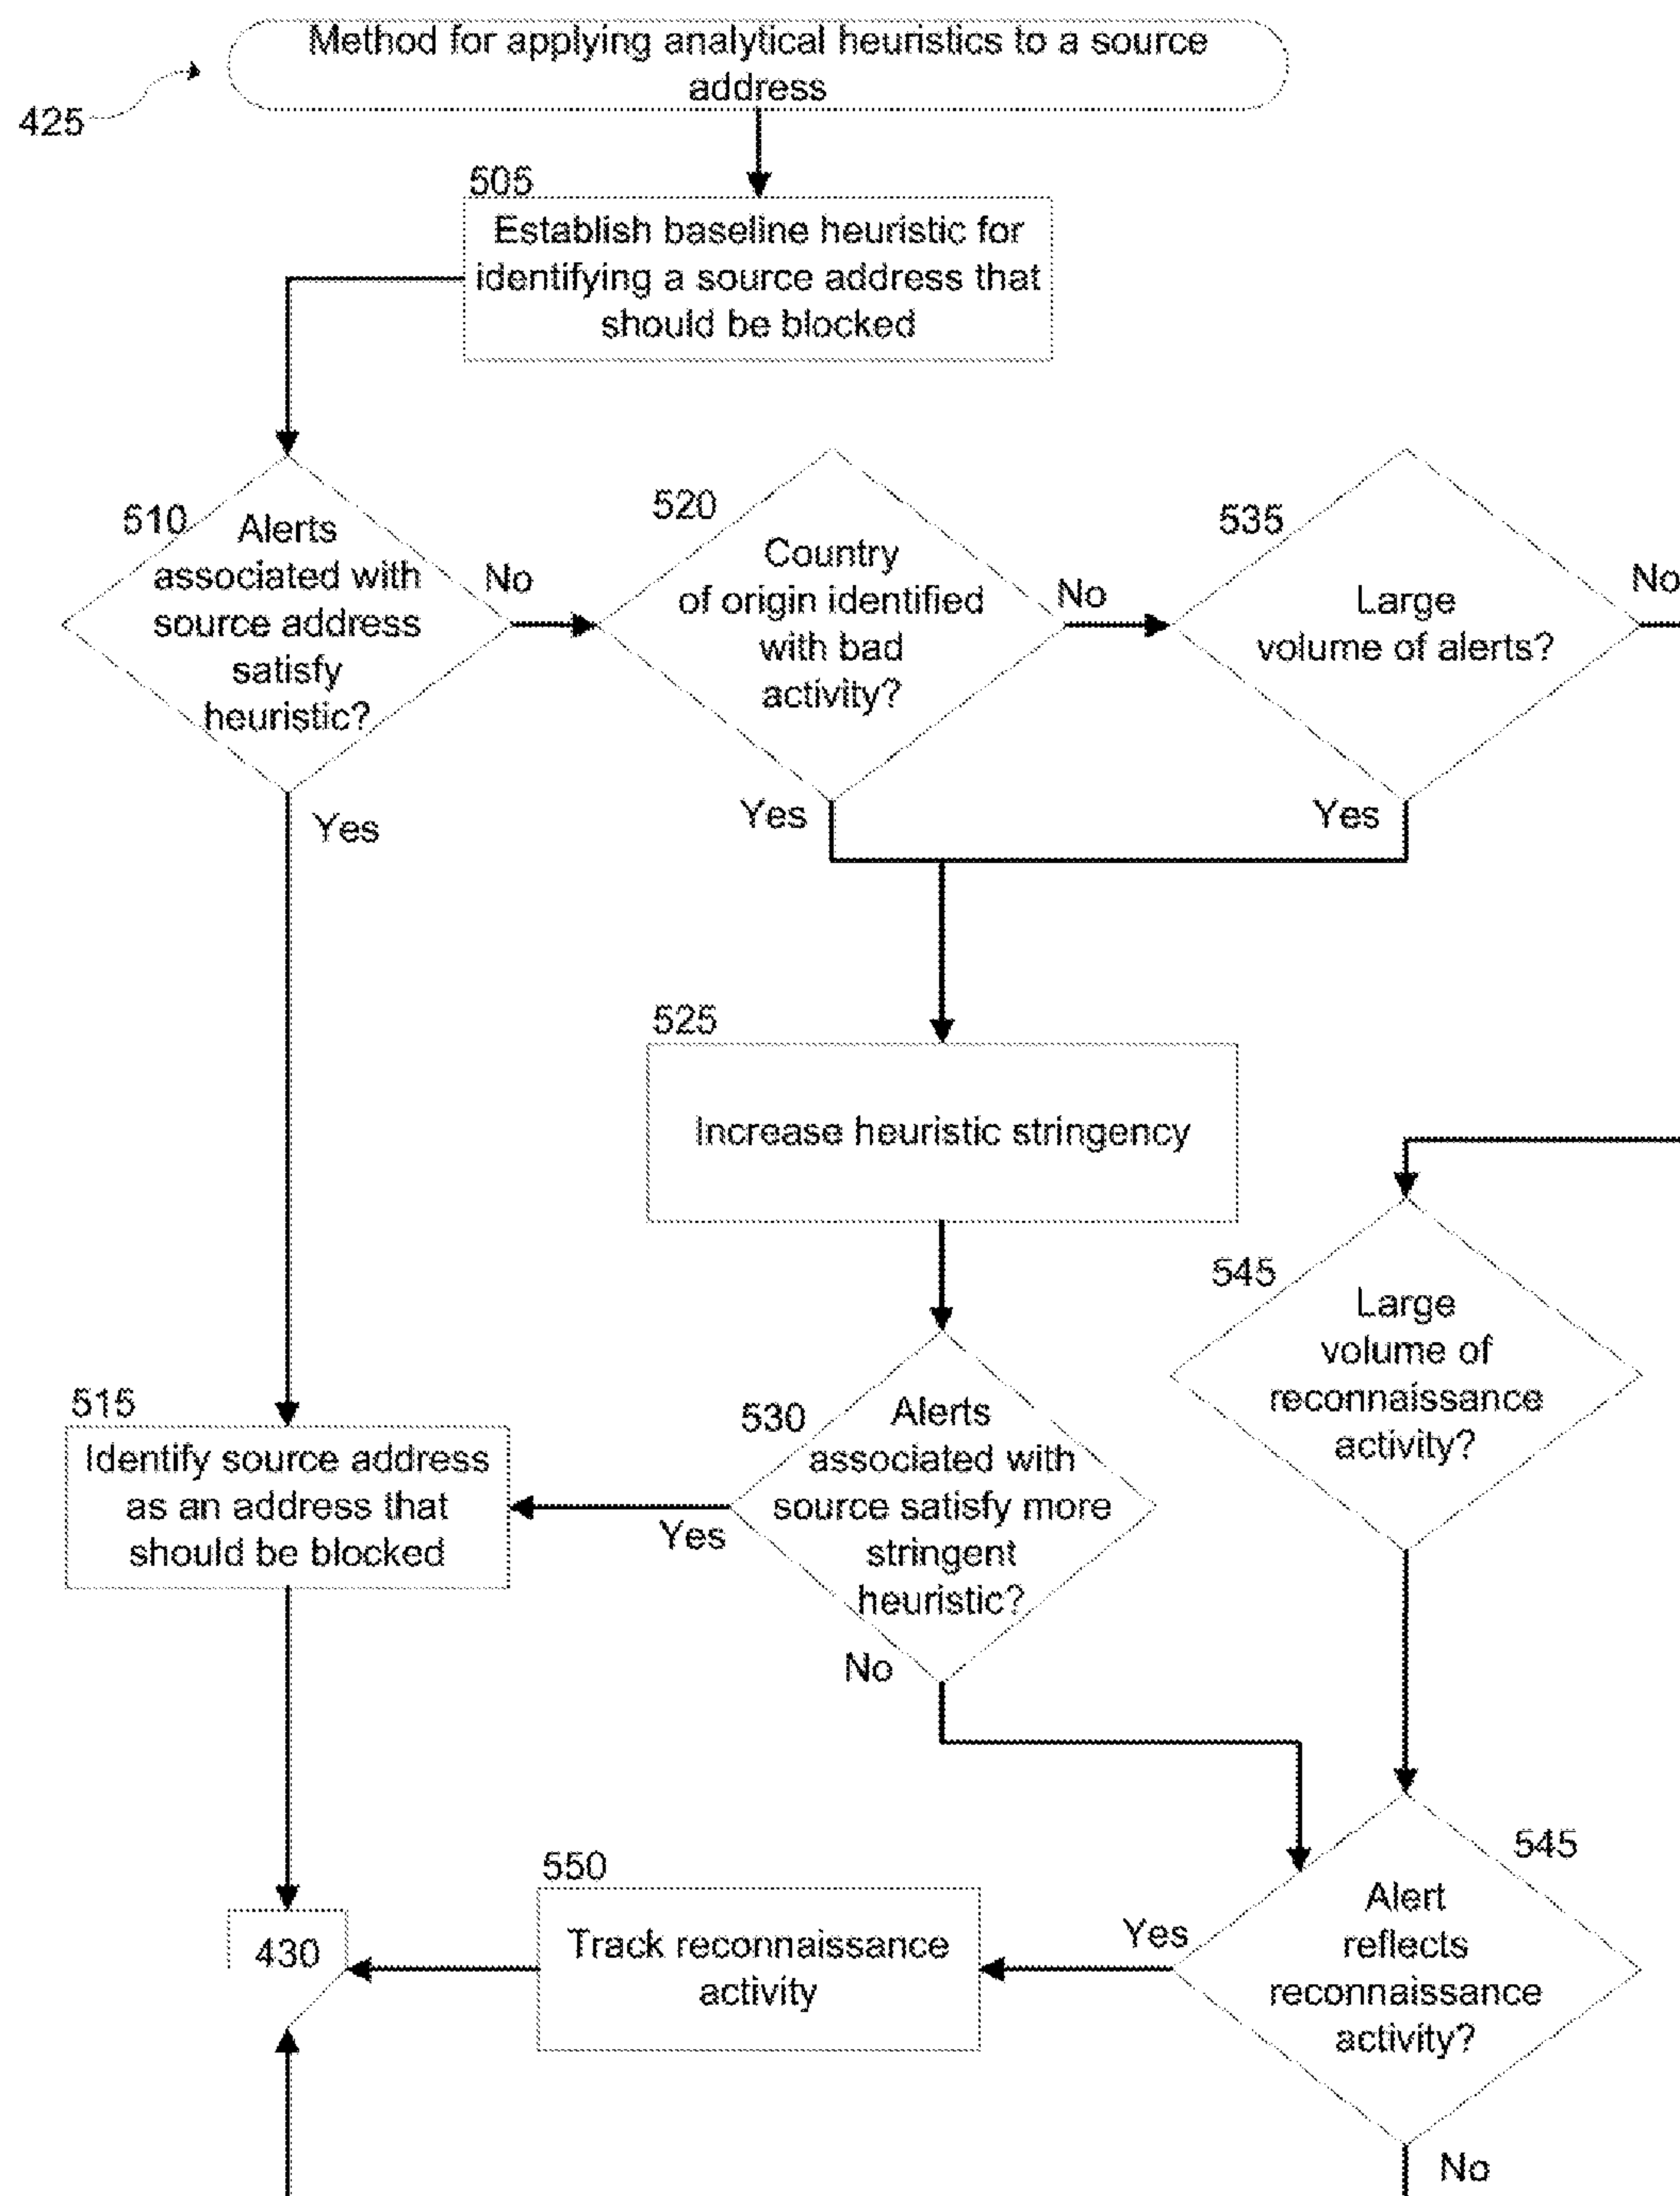 Method for applying analytical heuristics to a source
address
425
505
Establish baseline heuristic for
identifying a source address that
should be blocked
510
Alerts
associated with
source address
satisfy
heuristic?
No
Yes
520
Country
of origin identified
with bad
activity?
No
Yes
535
Large
volume of alerts?
No
Yes
525
Increase heuristic stringency
545
Large
volume of
reconnaissance
activity?
515
Identify source address
as an address that
should be blocked
530
Alerts
associated with
source satisfy more
stringent
heuristic?
Yes
No
545
Alert
reflects
reconnaissance
activity?
Yes
No
550
Track reconnaissance
activity
430